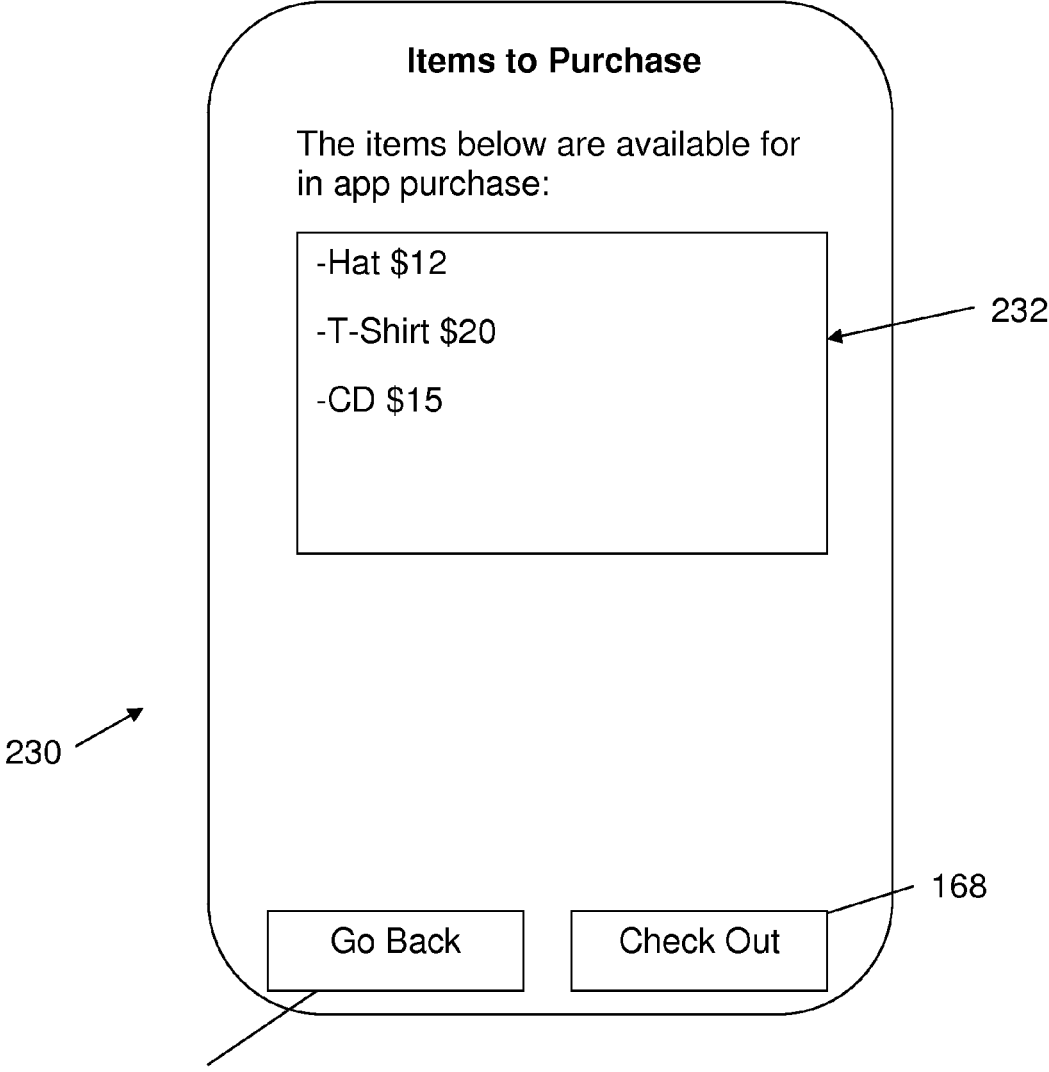 Items to Purchase
The items below are available for
in app purchase:
-Hat $12
-T-Shirt $20
-CD $15
232
230
168
Go Back
Check Out